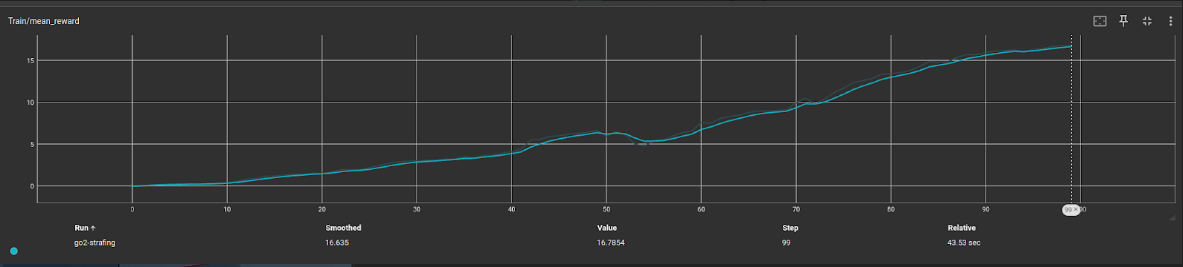 Train/mean_reward
15
10
5
0
0 10 20 30 40 50 60 70 80 90 99
Run ↑ Smoothed Value Step Relative
go2-strafing 16.635 16.7854 99 43.53 sec